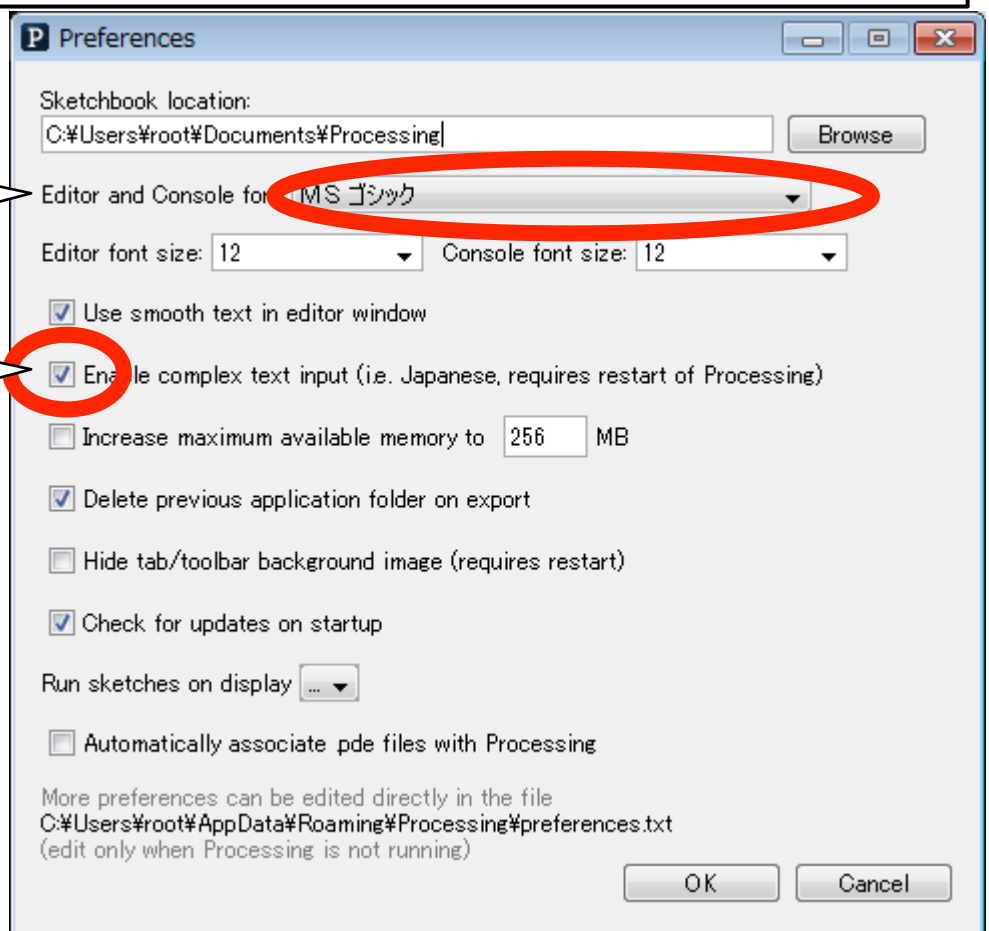 P Preferences
Sketchbook location:
C:¥Users¥root¥Documents¥Processing
Browse
Editor and Console fon MS ゴシック
Editor font size: 12 Console font size: 12
Use smooth text in editor window
Enable complex text input (i.e. Japanese, requires restart of Processing)
Increase maximum available memory to 256 MB
Delete previous application folder on export
Hide tab/toolbar background image (requires restart)
Check for updates on startup
Run sketches on display ...
Automatically associate .pde files with Processing
More preferences can be edited directly in the file
C:¥Users¥root¥AppData¥Roaming¥Processing¥preferences.txt
(edit only when Processing is not running)
OK Cancel